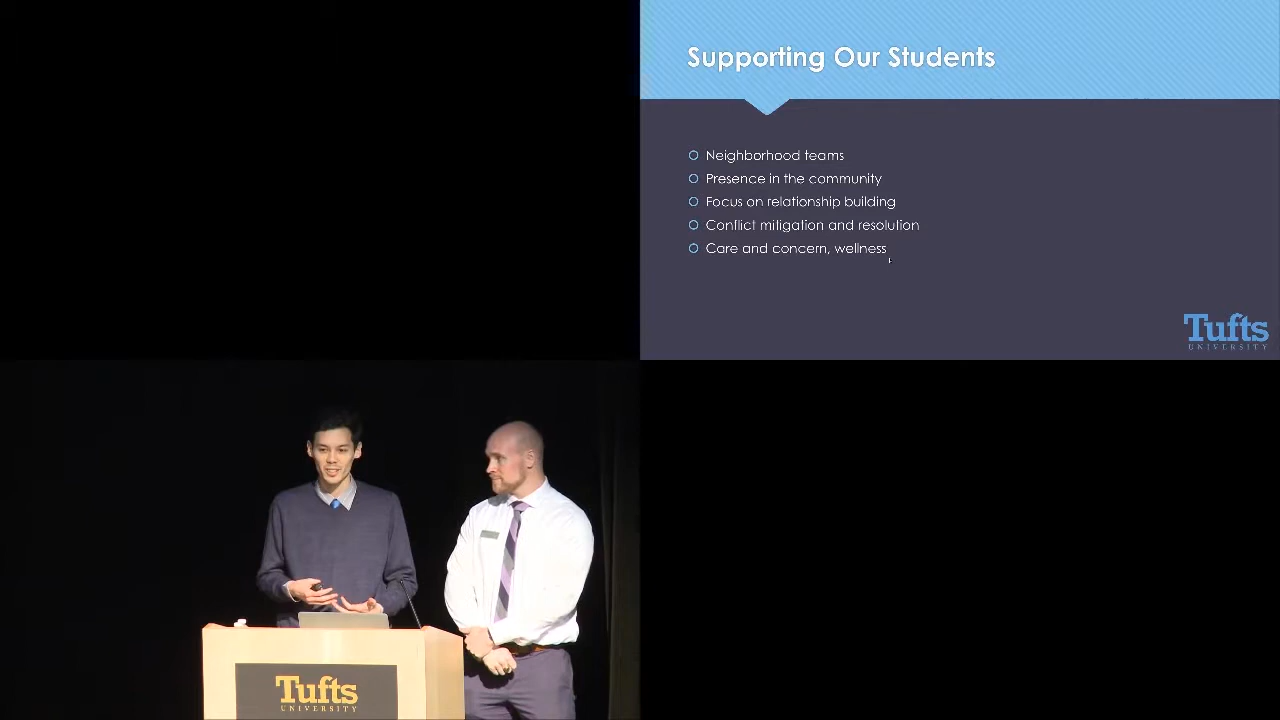 Supporting Our Students
Neighborhood teams
Presence in the community
Focus on relationship building
Conflict mitigation and resolution
Care and concern, wellness
Tufts
UNIVERSITY
Tufts
UNIVERSITY